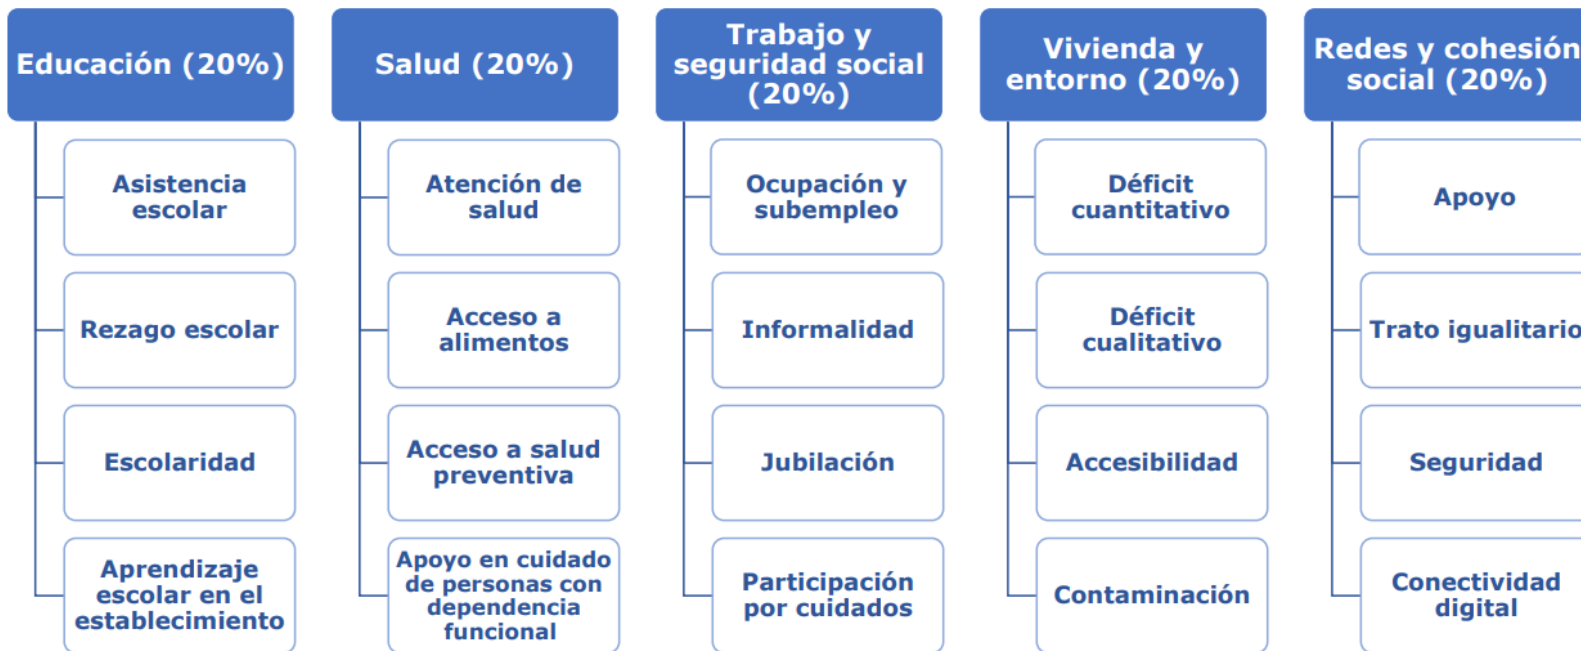 Educación (20%)
Asistencia
escolar
Rezago escolar
Escolaridad
Aprendizaje
escolar en el
establecimiento
Salud (20%)
Atención de
salud
Acceso a
alimentos
Acceso a salud
preventiva
Apoyo en cuidado
de personas con
dependencia
funcional
Trabajo y
seguridad social
(20%)
Ocupación y
subempleo
Informalidad
Jubilación
Participación
por cuidados
Vivienda y
entorno (20%)
Déficit
cuantitativo
Déficit
cualitativo
Accesibilidad
Contaminación
Redes y cohesión
social (20%)
Apoyo
Trato igualitario
Seguridad
Conectividad
digital